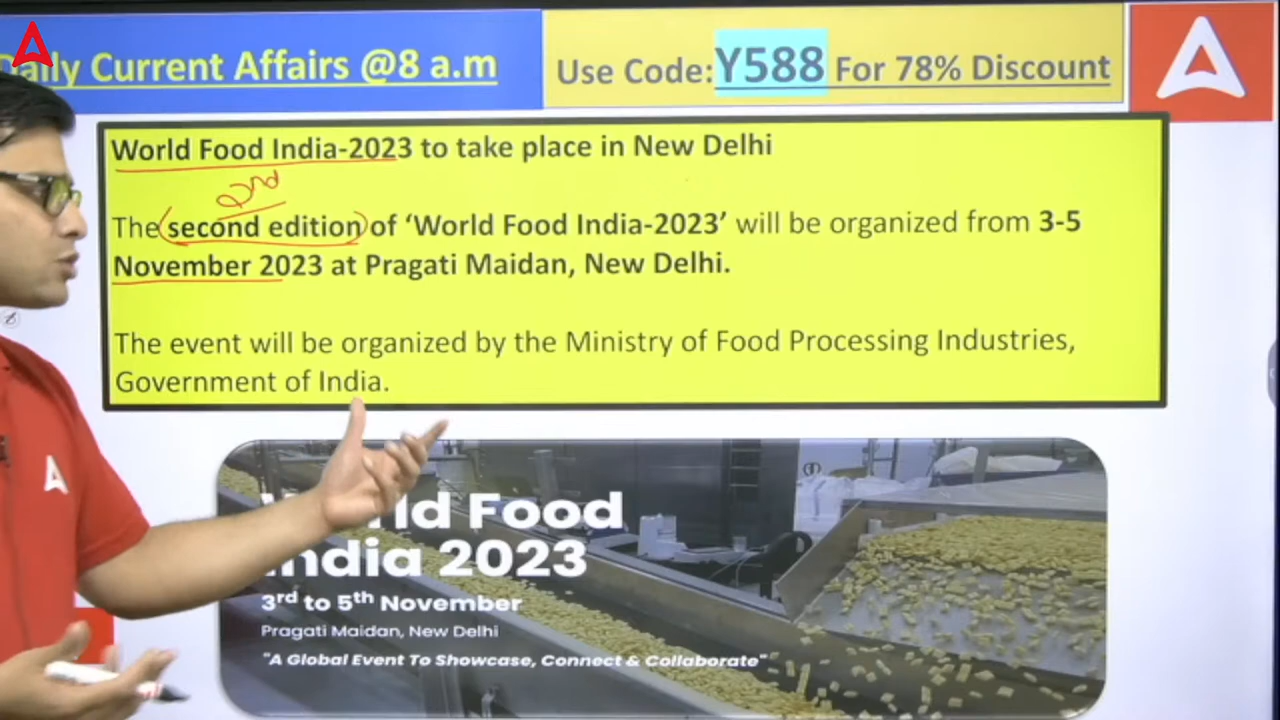 Daily Current Affairs @8 a.m
Use Code:Y588 For 78% Discount
World Food India-2023 to take place in New Delhi
2nd
The second edition of ‘World Food India-2023’ will be organized from 3-5
November 2023 at Pragati Maidan, New Delhi.
The event will be organized by the Ministry of Food Processing Industries,
Government of India.
World Food
India 2023
3rd to 5th November
Pragati Maidan, New Delhi
"A Global Event To Showcase, Connect & Collaborate"